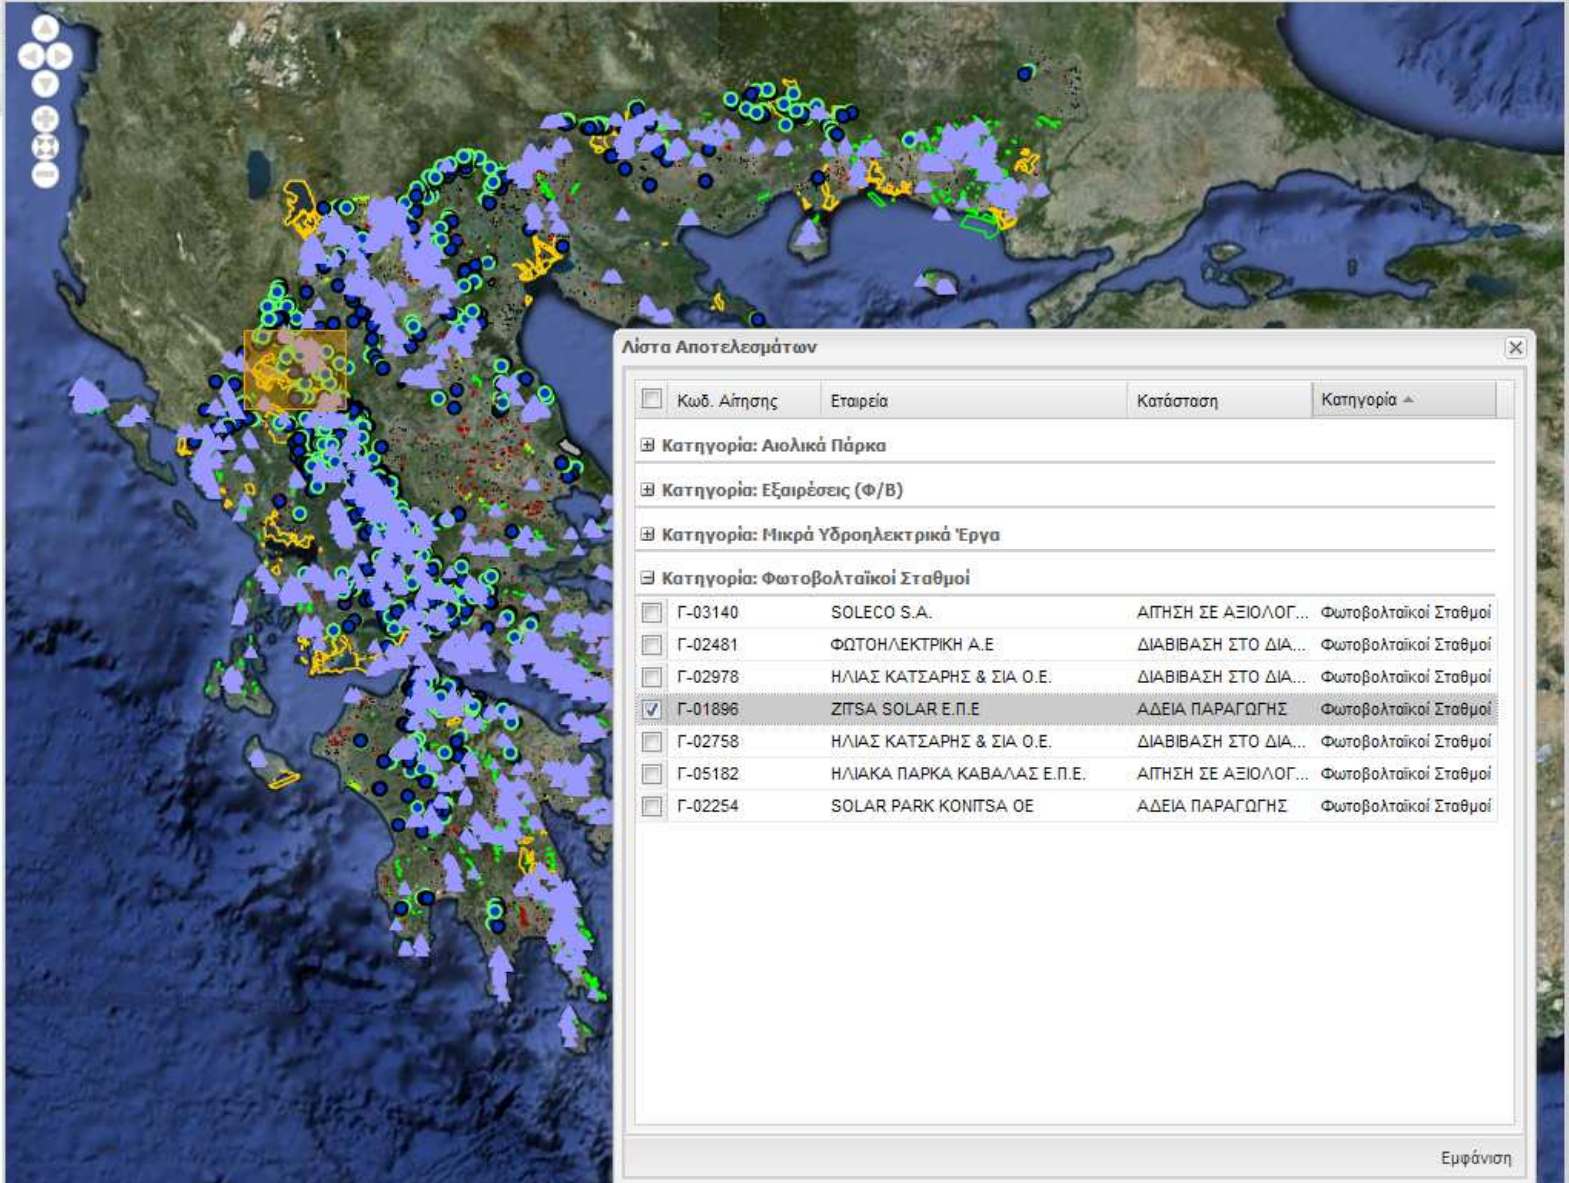 Λίστα Αποτελεσμάτων
Κωδ. Αίτησης Εταιρεία Κατάσταση Κατηγορία
Κατηγορία: Αιολικά Πάρκα
Κατηγορία: Εξαιρέσεις (Φ/Β)
Κατηγορία: Μικρά Υδροηλεκτρικά Έργα
Κατηγορία: Φωτοβολταϊκοί Σταθμοί
Γ-03140 SOLECO S.A. ΑΙΤΗΣΗ ΣΕ ΑΞΙΟΛΟΓ... Φωτοβολταϊκοί Σταθμοί
Γ-02481 ΦΩΤΟΗΛΕΚΤΡΙΚΗ Α.Ε ΔΙΑΒΙΒΑΣΗ ΣΤΟ ΔΙΑ... Φωτοβολταϊκοί Σταθμοί
Γ-02978 ΗΛΙΑΣ ΚΑΤΣΑΡΗΣ & ΣΙΑ Ο.Ε. ΔΙΑΒΙΒΑΣΗ ΣΤΟ ΔΙΑ... Φωτοβολταϊκοί Σταθμοί
Γ-01896 ZITSA SOLAR Ε.Π.Ε ΑΔΕΙΑ ΠΑΡΑΓΩΓΗΣ Φωτοβολταϊκοί Σταθμοί
Γ-02758 ΗΛΙΑΣ ΚΑΤΣΑΡΗΣ & ΣΙΑ Ο.Ε. ΔΙΑΒΙΒΑΣΗ ΣΤΟ ΔΙΑ... Φωτοβολταϊκοί Σταθμοί
Γ-05182 ΗΛΙΑΚΑ ΠΑΡΚΑ ΚΑΒΑΛΑΣ Ε.Π.Ε. ΑΙΤΗΣΗ ΣΕ ΑΞΙΟΛΟΓ... Φωτοβολταϊκοί Σταθμοί
Γ-02254 SOLAR PARK KONITSA OE ΑΔΕΙΑ ΠΑΡΑΓΩΓΗΣ Φωτοβολταϊκοί Σταθμοί
Εμφάνιση